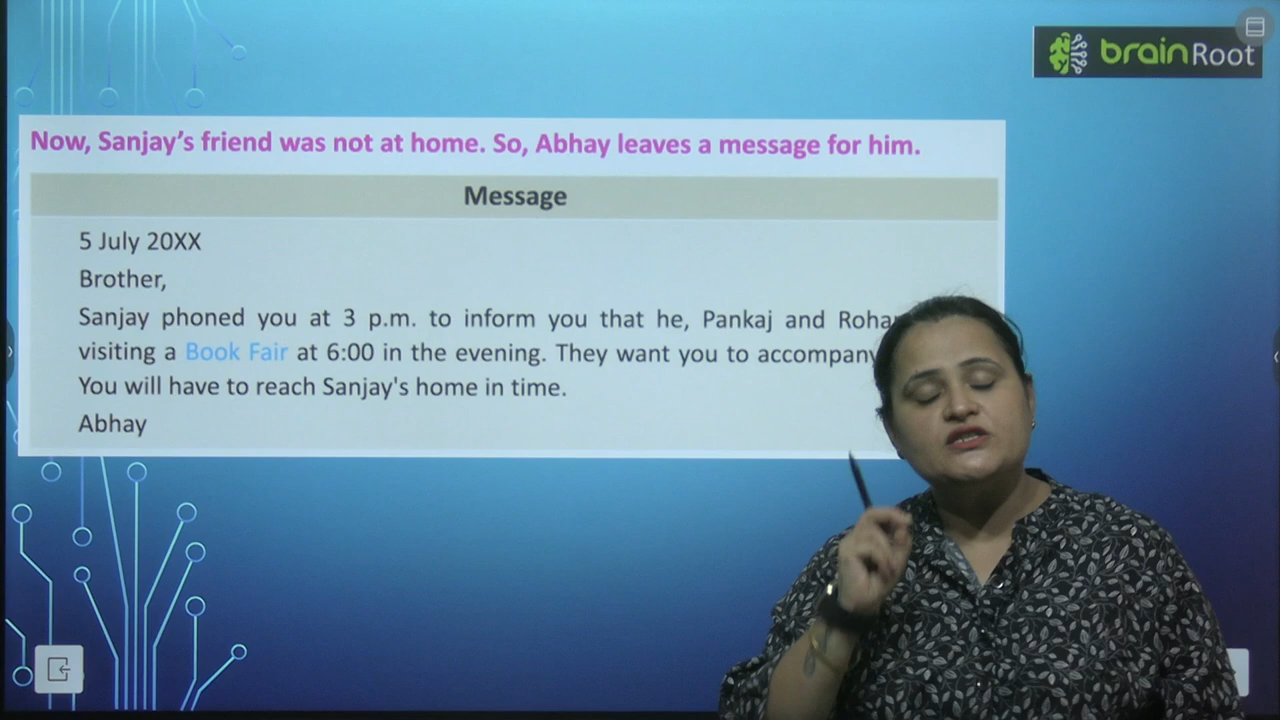 brainRoot
Now, Sanjay's friend was not at home. So, Abhay leaves a message for him.
Message
5 July 20XX
Brother,
Sanjay phoned you at 3 p.m. to inform you that he, Pankaj and
visiting a Book Fair at 6:00 in the evening. They want you to accompany
You will have to reach Sanjay's home in time.
Abhay